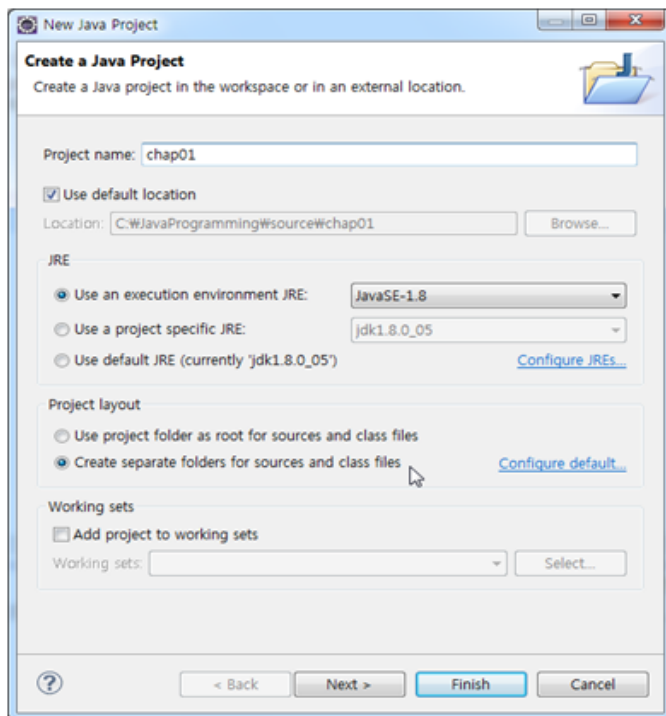 New Java Project
Create a Java Project
Create a Java project in the workspace or in an external location.
Project name: chap01
Use default location
Location: C:₩JavaProgramming₩source₩chap01 Browse...
JRE
Use an execution environment JRE: JavaSE-1.8
Use a project specific JRE: jdk1.8.0_05
Use default JRE (currently 'jdk1.8.0_05') Configure JREs...
Project layout
Use project folder as root for sources and class files
Create separate folders for sources and class files Configure default...
Working sets
Add project to working sets
Working sets: Select...
? < Back Next > Finish Cancel